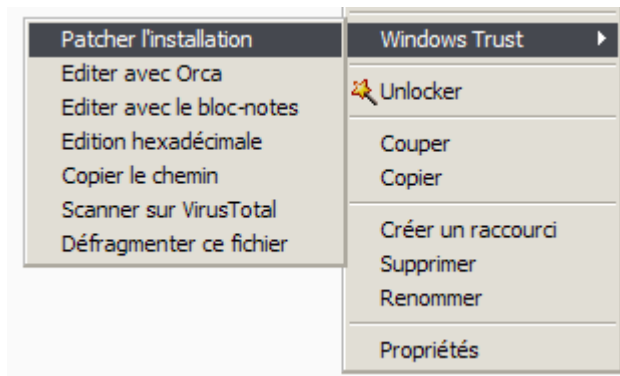 Patcher l'installation
Editer avec Orca
Editer avec le bloc-notes
Edition hexadécimale
Copier le chemin
Scanner sur VirusTotal
Défragmenter ce fichier
Windows Trust
Unlocker
Couper
Copier
Créer un raccourci
Supprimer
Renommer
Propriétés